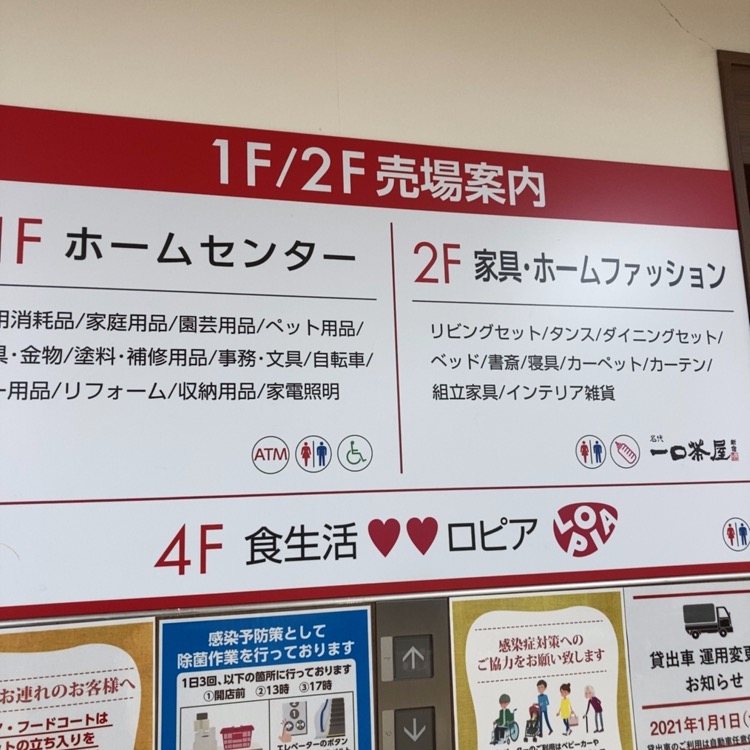 1F/2F 売場案内
1F ホームセンター
用消耗品/家庭用品/園芸用品/ペット用品/
・金物/塗料・補修用品/事務・文具/自転車/
用品/リフォーム/収納用品/家電照明
ATM
2F 家具・ホームファッション
リビングセット/タンス/ダイニングセット/
ベッド/書斎/寝具/カーペット/カーテン/
組立家具/インテリア雑貨
名代
一口茶屋
4F 食生活♥♥ロピア
LOPIA
お連れのお客様へ
フードコートは
の立ち入りを
感染予防策として
除菌作業を行っております
1日3回、以下の箇所に行っております
①開店前 ②13時 ③17時
エレベーターのボタン
感染症対策への
ご協力をお願い致します
貸出車 運用変更
お知らせ
2021年1月1日